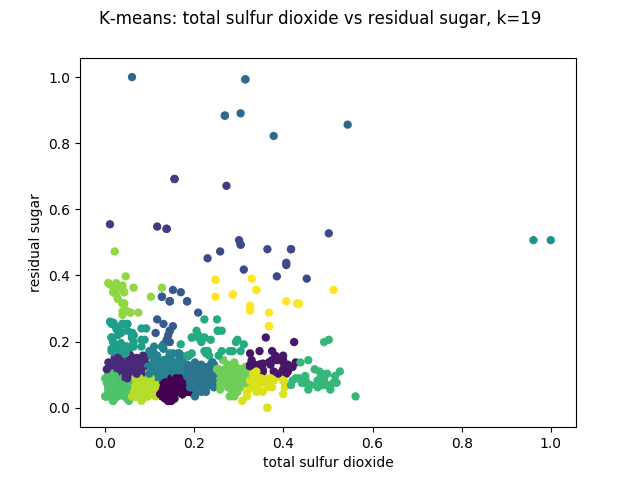 K-means: total sulfur dioxide vs residual sugar, k=19
1.0
0.8
0.6
0.4
0.2
0.0
residual sugar
0.0 0.2 0.4 0.6 0.8 1.0
total sulfur dioxide